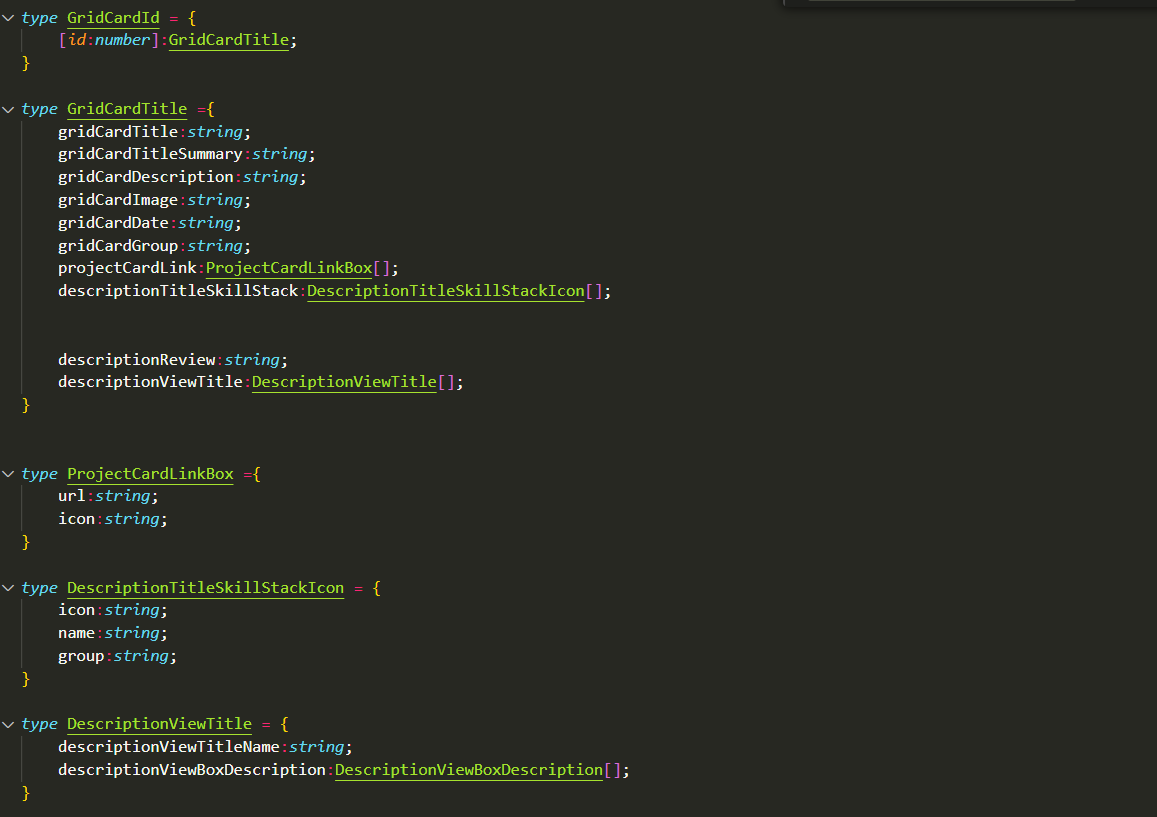 type GridCardId = {
[id:number]:GridCardTitle;
}
type GridCardTitle ={
gridCardTitle:string;
gridCardTitleSummary:string;
gridCardDescription:string;
gridCardImage:string;
gridCardDate:string;
gridCardGroup:string;
projectCardLink:ProjectCardLinkBox[];
descriptionTitleSkillStack:DescriptionTitleSkillStackIcon[];
descriptionReview:string;
descriptionViewTitle:DescriptionViewTitle[];
}
type ProjectCardLinkBox ={
url:string;
icon:string;
}
type DescriptionTitleSkillStackIcon = {
icon:string;
name:string;
group:string;
}
type DescriptionViewTitle = {
descriptionViewTitleName:string;
descriptionViewBoxDescription:DescriptionViewBoxDescription[];
}